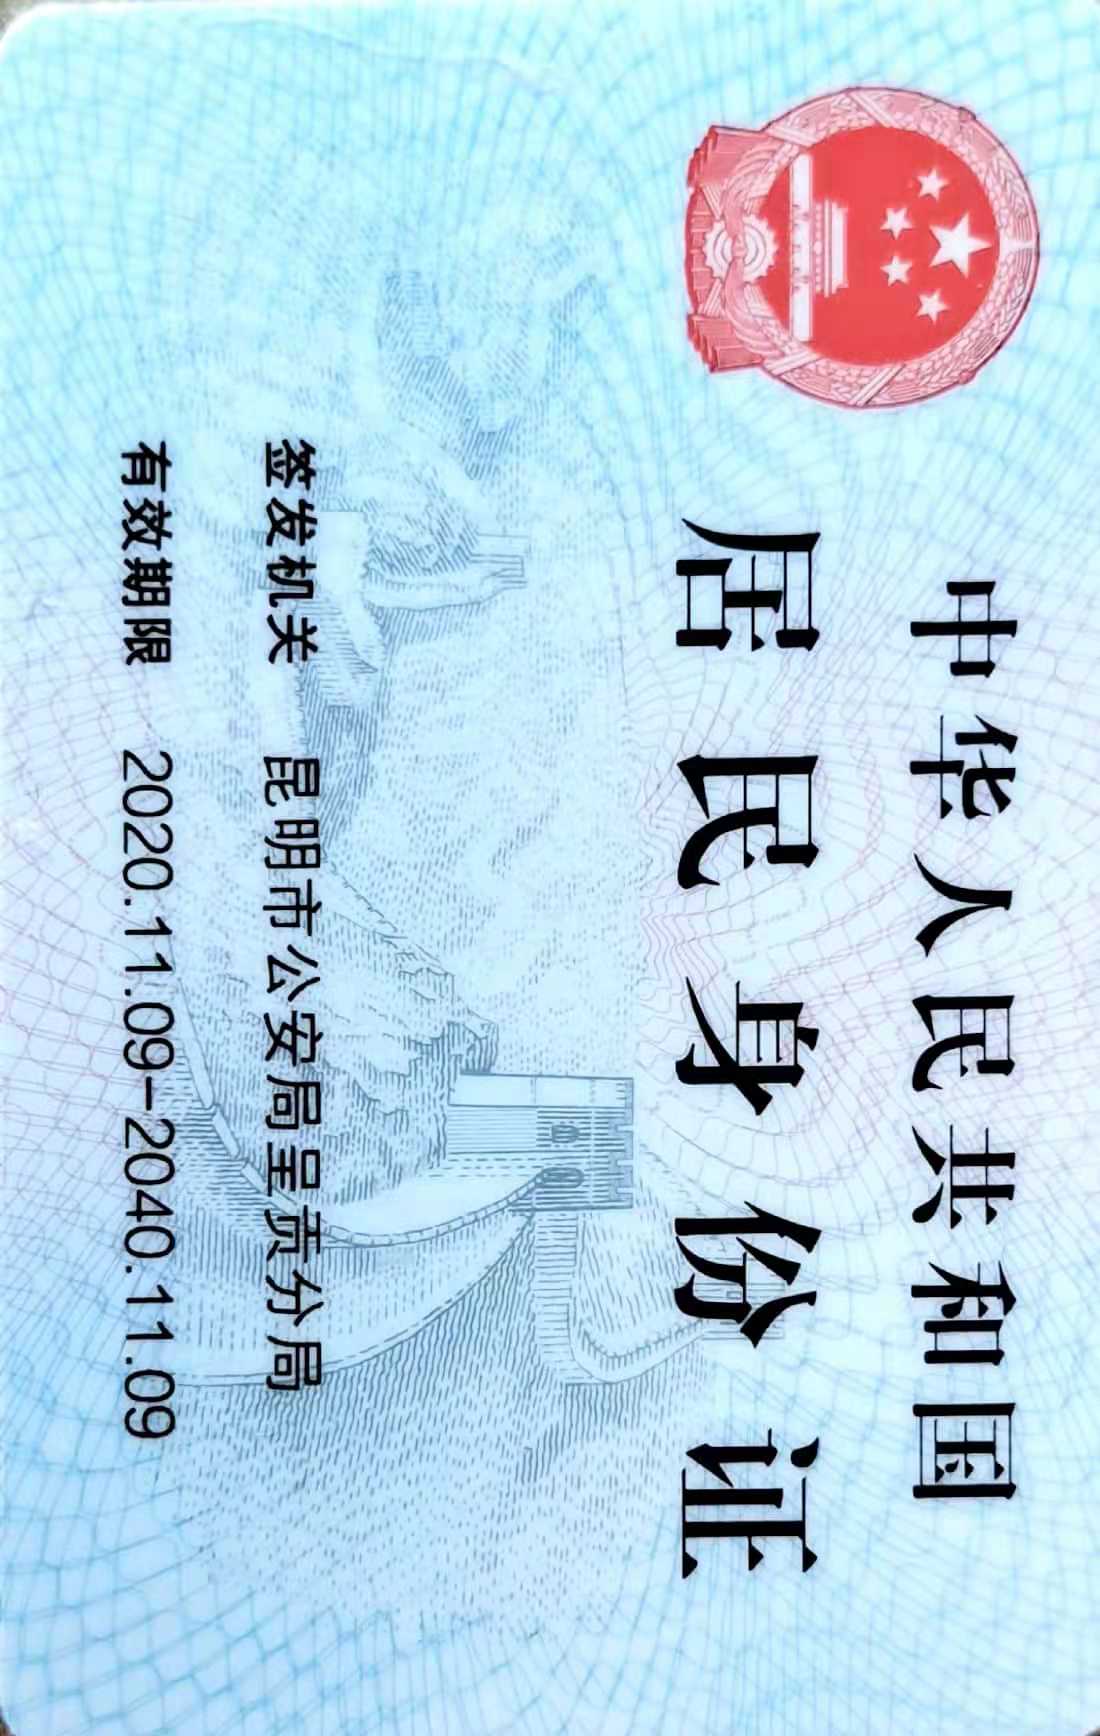 中华人民共和国
居民身份证
签发机关 昆明市公安局呈贡分局
有效期限 2020.11.09-2040.11.09